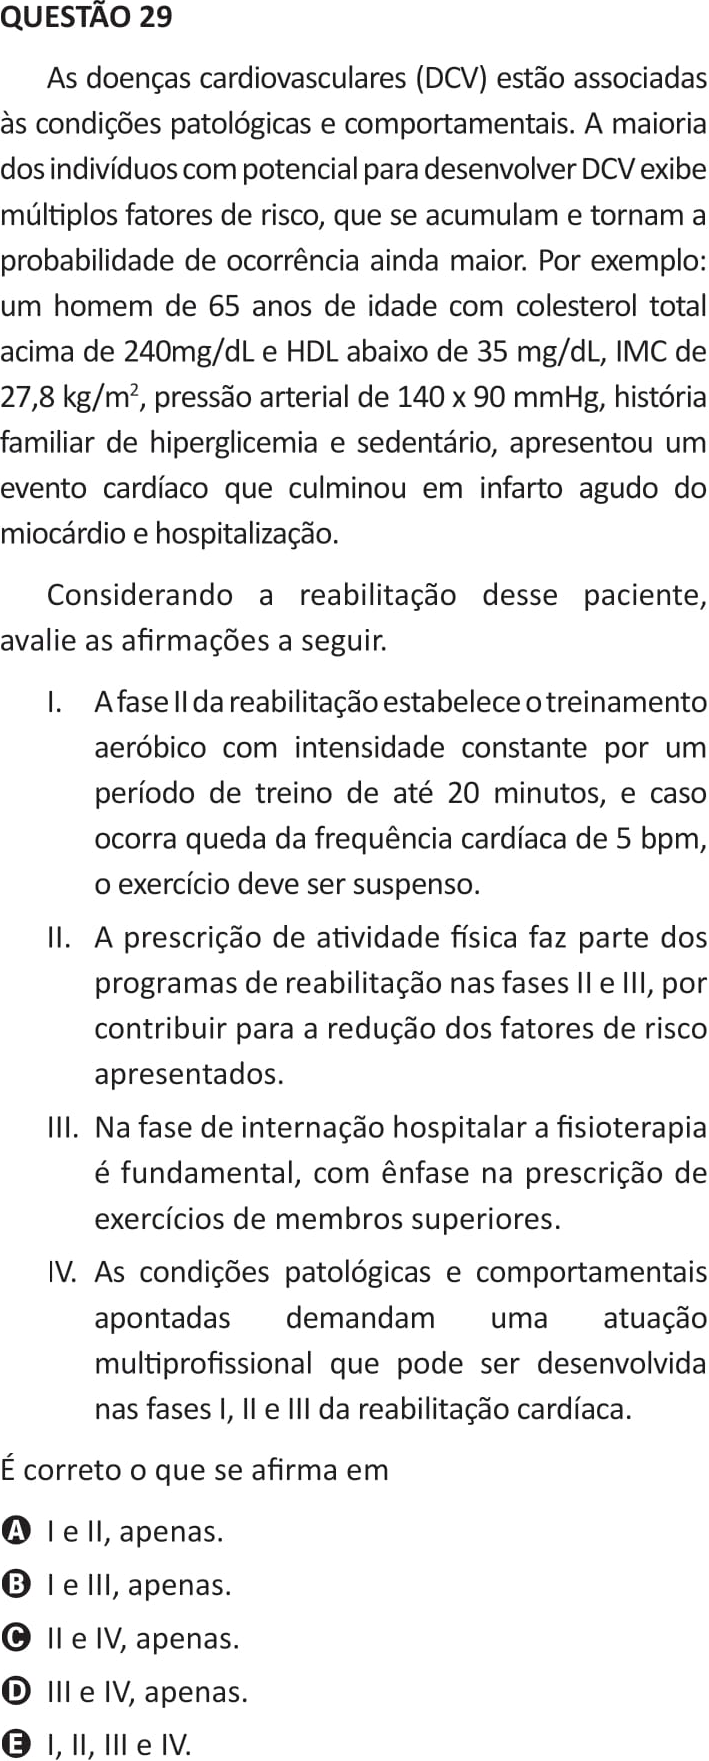 QUESTÃO 29
As doenças cardiovasculares (DCV) estão associadas
às condições patológicas e comportamentais. A maioria
dos indivíduos com potencial para desenvolver DCV exibe
múltiplos fatores de risco, que se acumulam e tornam a
probabilidade de ocorrência ainda maior. Por exemplo:
um homem de 65 anos de idade com colesterol total
acima de 240mg/dL e HDL abaixo de 35 mg/dL, IMC de
27,8 kg/m², pressão arterial de 140 x 90 mmHg, história
familiar de hiperglicemia e sedentário, apresentou um
evento cardíaco que culminou em infarto agudo do
miocárdio e hospitalização.
Considerando a reabilitação desse paciente,
avalie as afirmações a seguir.
I. A fase II da reabilitação estabelece o treinamento
aeróbico com intensidade constante por um
período de treino de até 20 minutos, e caso
ocorra queda da frequência cardíaca de 5 bpm,
o exercício deve ser suspenso.
II. A prescrição de atividade física faz parte dos
programas de reabilitação nas fases II e III, por
contribuir para a redução dos fatores de risco
apresentados.
III. Na fase de internação hospitalar a fisioterapia
é fundamental, com ênfase na prescrição de
exercícios de membros superiores.
IV. As condições patológicas e comportamentais
apontadas demandam uma atuação
multiprofissional que pode ser desenvolvida
nas fases I, II e III da reabilitação cardíaca.
É correto o que se afirma em
A I e II, apenas.
B I e III, apenas.
C II e IV, apenas.
D III e IV, apenas.
E I, II, III e IV.